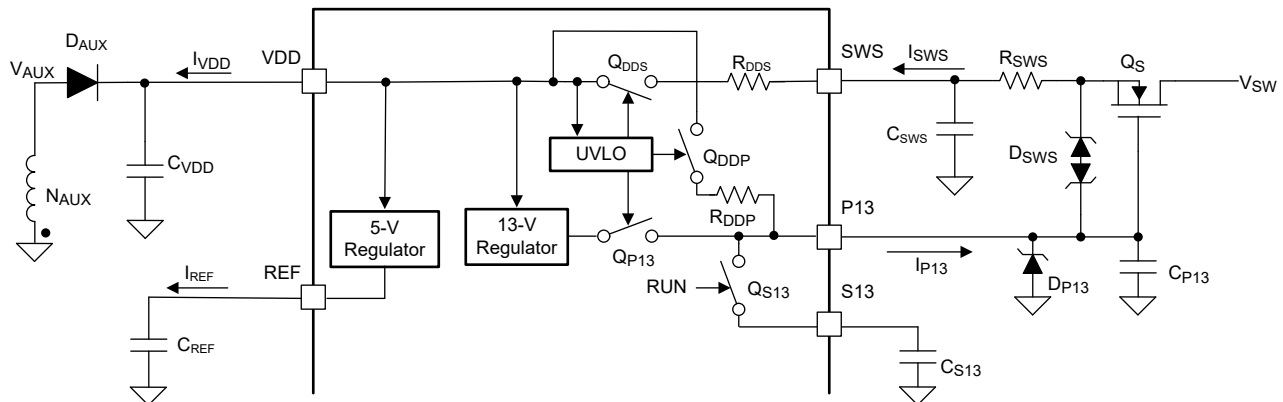 DAUX
VAUX
IVDD
VDD
NAUX
CVDD
QDDS
RDDS
UVLO
QDDP
RDDP
5-V
Regulator
13-V
Regulator
QP13
RUN
QS13
REF
IREF
CREF
SWS
ISWS
RSWS
QS
VSW
CSWS
DSWS
P13
IP13
DP13
CP13
S13
CS13